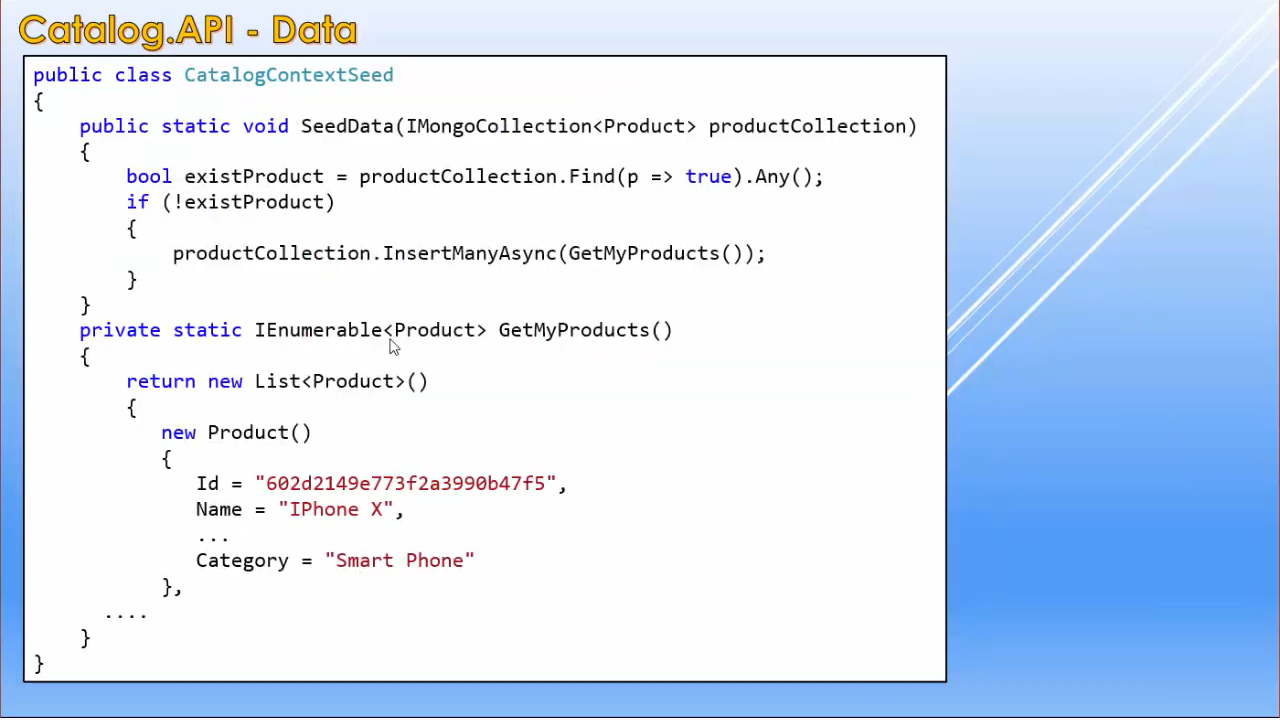 Catalog.API - Data
public class CatalogContextSeed
{
public static void SeedData(IMongoCollection<Product> productCollection)
{
bool existProduct = productCollection.Find(p => true).Any();
if (!existProduct)
{
productCollection.InsertManyAsync(GetMyProducts());
}
}
private static IEnumerable<Product> GetMyProducts()
{
return new List<Product>()
{
new Product()
{
Id = "602d2149e773f2a3990b47f5",
Name = "IPhone X",
...
Category = "Smart Phone"
},
....
}
}